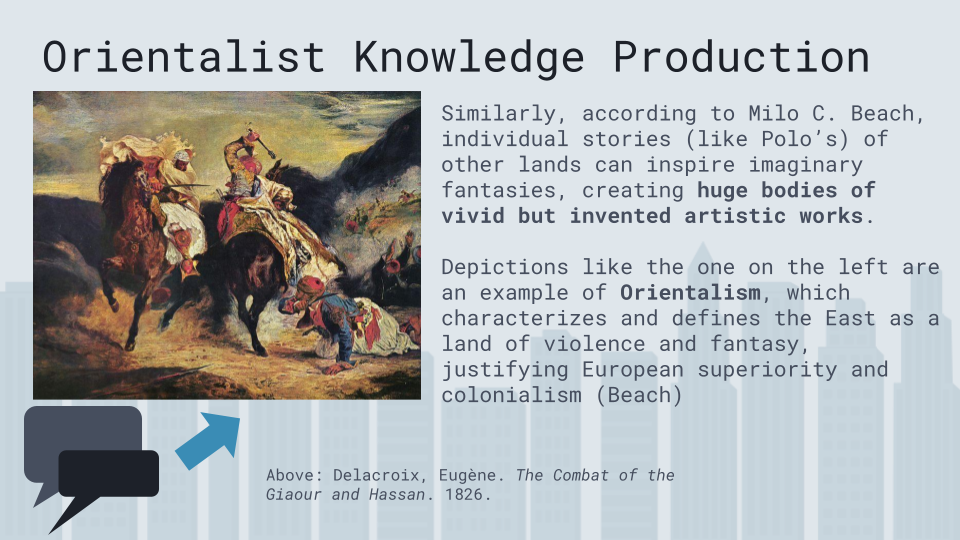 Orientalist Knowledge Production
Similarly, according to Milo C. Beach,
individual stories (like Polo’s) of
other lands can inspire imaginary
fantasies, creating huge bodies of
vivid but invented artistic works.
Depictions like the one on the left are
an example of Orientalism, which
characterizes and defines the East as a
land of violence and fantasy,
justifying European superiority and
colonialism (Beach)
Above: Delacroix, Eugène. The Combat of the
Giaour and Hassan. 1826.